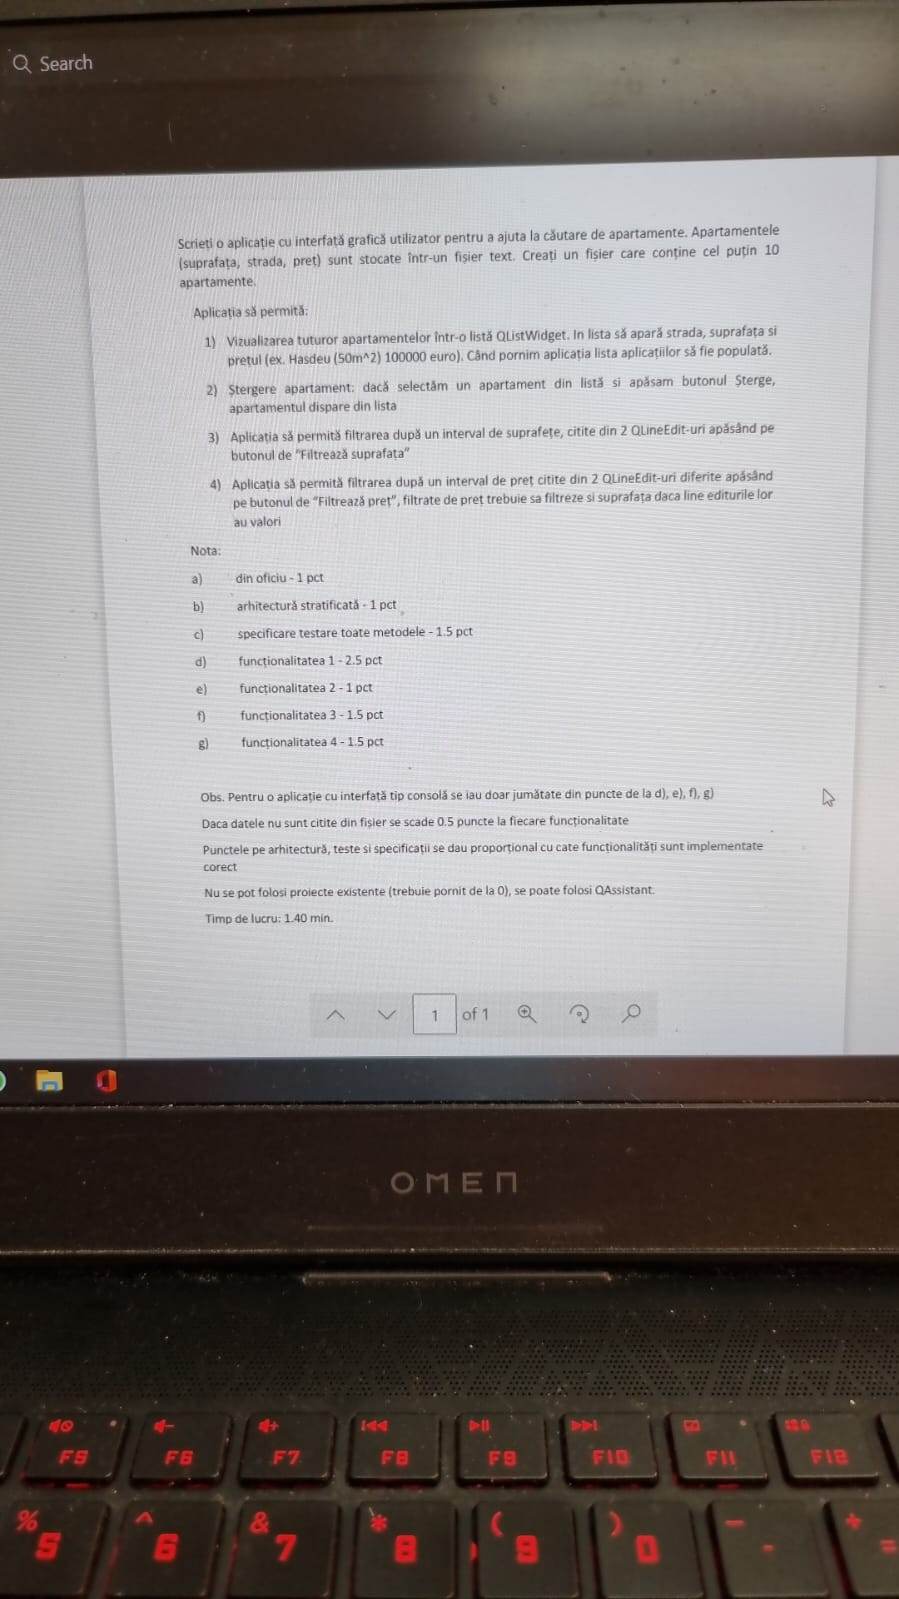 Search
Scrieți o aplicație cu interfață grafică utilizator pentru a ajuta la căutare de apartamente. Apartamentele
(suprafața, strada, preț) sunt stocate într-un fișier text. Creați un fișier care conține cel puțin 10
apartamente.
Aplicația să permită:
1) Vizualizarea tuturor apartamentelor într-o listă QListWidget. In lista să apară strada, suprafața si
prețul (ex. Hasdeu (50m^2) 100000 euro). Când pornim aplicația lista aplicațiilor să fie populată.
2) Ștergere apartament: dacă selectăm un apartament din listă si apăsam butonul Șterge,
apartamentul dispare din lista
3) Aplicația să permită filtrarea după un interval de suprafețe, citite din 2 QLineEdit-uri apăsând pe
butonul de "Filtrează suprafața"
4) Aplicația să permită filtrarea după un interval de preț citite din 2 QLineEdit-uri diferite apăsând
pe butonul de "Filtrează preț", filtrate de preț trebuie sa filtreze si suprafața daca line editurile lor
au valori
Nota:
a) din oficiu - 1 pct
b) arhitectură stratificată - 1 pct
c) specificare testare toate metodele - 1.5 pct
d) funcționalitatea 1 - 2.5 pct
e) funcționalitatea 2 - 1 pct
f) funcționalitatea 3 - 1.5 pct
g) funcționalitatea 4 - 1.5 pct
Obs. Pentru o aplicație cu interfață tip consolă se iau doar jumătate din puncte de la d), e), f), g)
Daca datele nu sunt citite din fișier se scade 0.5 puncte la fiecare funcționalitate
Punctele pe arhitectură, teste si specificații se dau proporțional cu cate funcționalități sunt implementate
corect
Nu se pot folosi proiecte existente (trebuie pornit de la 0), se poate folosi QAssistant.
Timp de lucru: 1.40 min.
1 of 1
OMEN
F5 F6 F7 F8 F9 F10 F11 F12
% ^ & * ( ) - +
5 6 7 8 9 0 - =